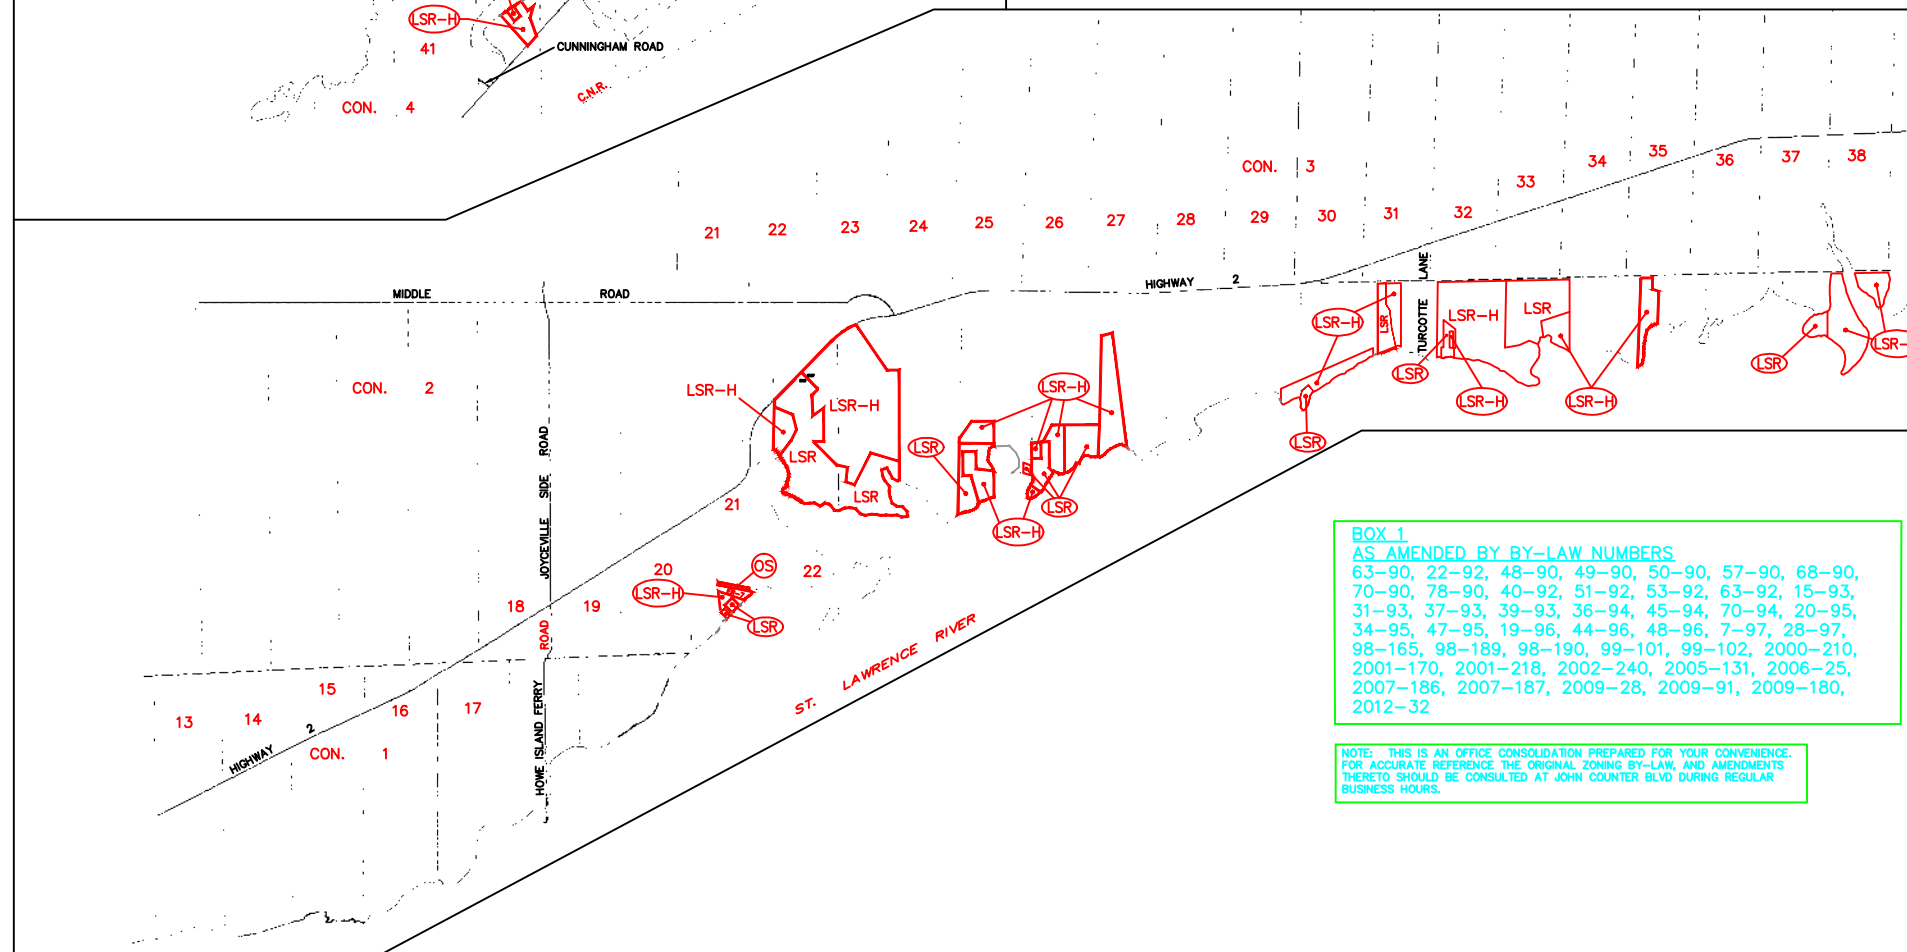 LSR-H
41
CUNNINGHAM ROAD
C.N.R.
CON. 4
CON. 3
34
35
36
37
38
33
21
22
23
24
25
26
27
28
29
30
31
32
MIDDLE ROAD
HIGHWAY 2
TURCOTTE LANE
LSR-H
LSR
LSR-H
LSR
LSR
LSR-H
LSR-H
LSR
LSR
LSR-
CON. 2
LSR-H
LSR-H
LSR
LSR
LSR-H
LSR
LSR
LSR-H
JOYCEVILLE SIDE ROAD
21
20
22
OS
LSR-H
LSR
18
19
ROAD
HOWE ISLAND FERRY
ST. LAWRENCE RIVER
15
13
14
16
17
HIGHWAY 2
CON. 1
BOX 1
AS AMENDED BY BY-LAW NUMBERS
63-90, 22-92, 48-90, 49-90, 50-90, 57-90, 68-90,
70-90, 78-90, 40-92, 51-92, 53-92, 63-92, 15-93,
31-93, 37-93, 39-93, 36-94, 45-94, 70-94, 20-95,
34-95, 47-95, 19-96, 44-96, 48-96, 7-97, 28-97,
98-165, 98-189, 98-190, 99-101, 99-102, 2000-210,
2001-170, 2001-218, 2002-240, 2005-131, 2006-25,
2007-186, 2007-187, 2009-28, 2009-91, 2009-180,
2012-32
NOTE: THIS IS AN OFFICE CONSOLIDATION PREPARED FOR YOUR CONVENIENCE.
FOR ACCURATE REFERENCE THE ORIGINAL ZONING BY-LAW, AND AMENDMENTS
THERETO SHOULD BE CONSULTED AT JOHN COUNTER BLVD DURING REGULAR
BUSINESS HOURS.